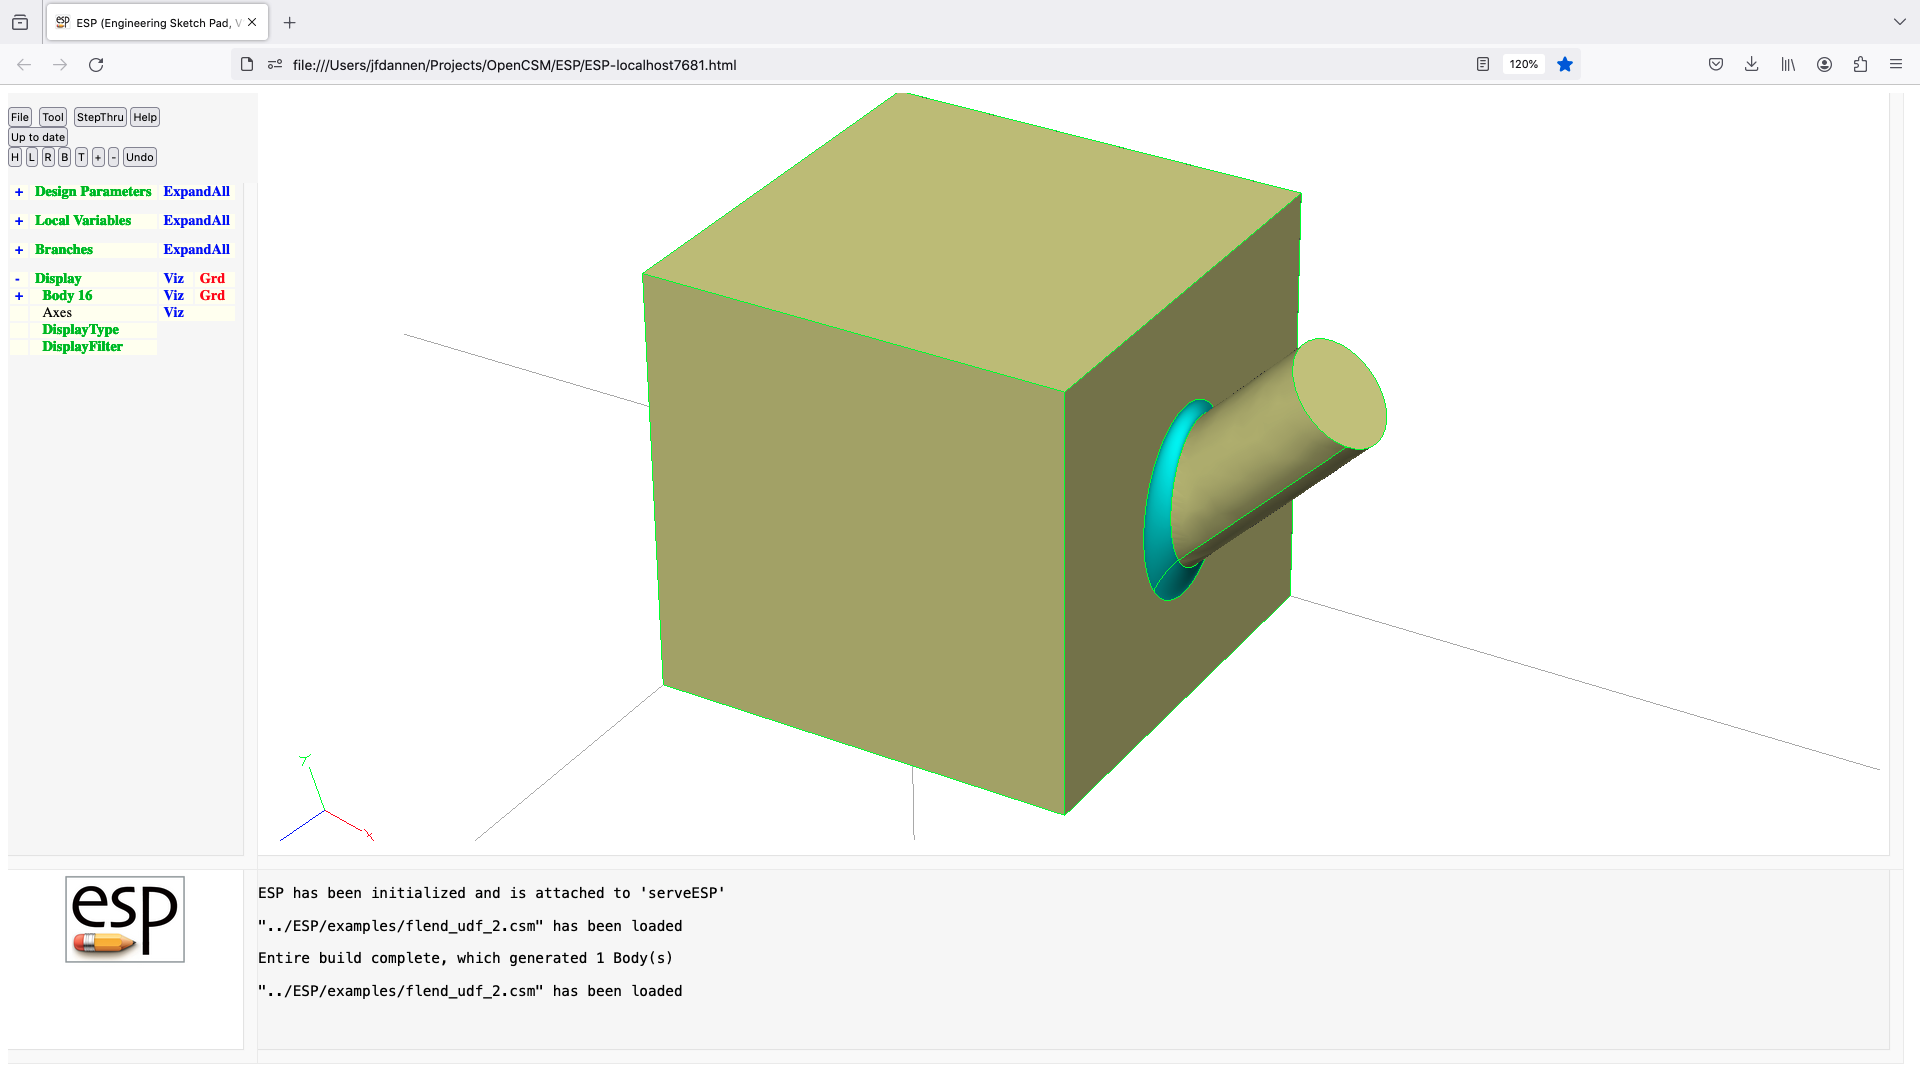 ESP (Engineering Sketch Pad, V
file:///Users/jfdannen/Projects/OpenCSM/ESP/ESP-localhost7681.html
120%
File Tool StepThru Help
Up to date
H L R B T + - Undo
+ Design Parameters ExpandAll
+ Local Variables ExpandAll
+ Branches ExpandAll
- Display Viz Grd
+ Body 16 Viz Grd
Axes Viz
DisplayType
DisplayFilter
Y
X
esp
ESP has been initialized and is attached to 'serveESP'
"../ESP/examples/flend_udf_2.csm" has been loaded
Entire build complete, which generated 1 Body(s)
"../ESP/examples/flend_udf_2.csm" has been loaded